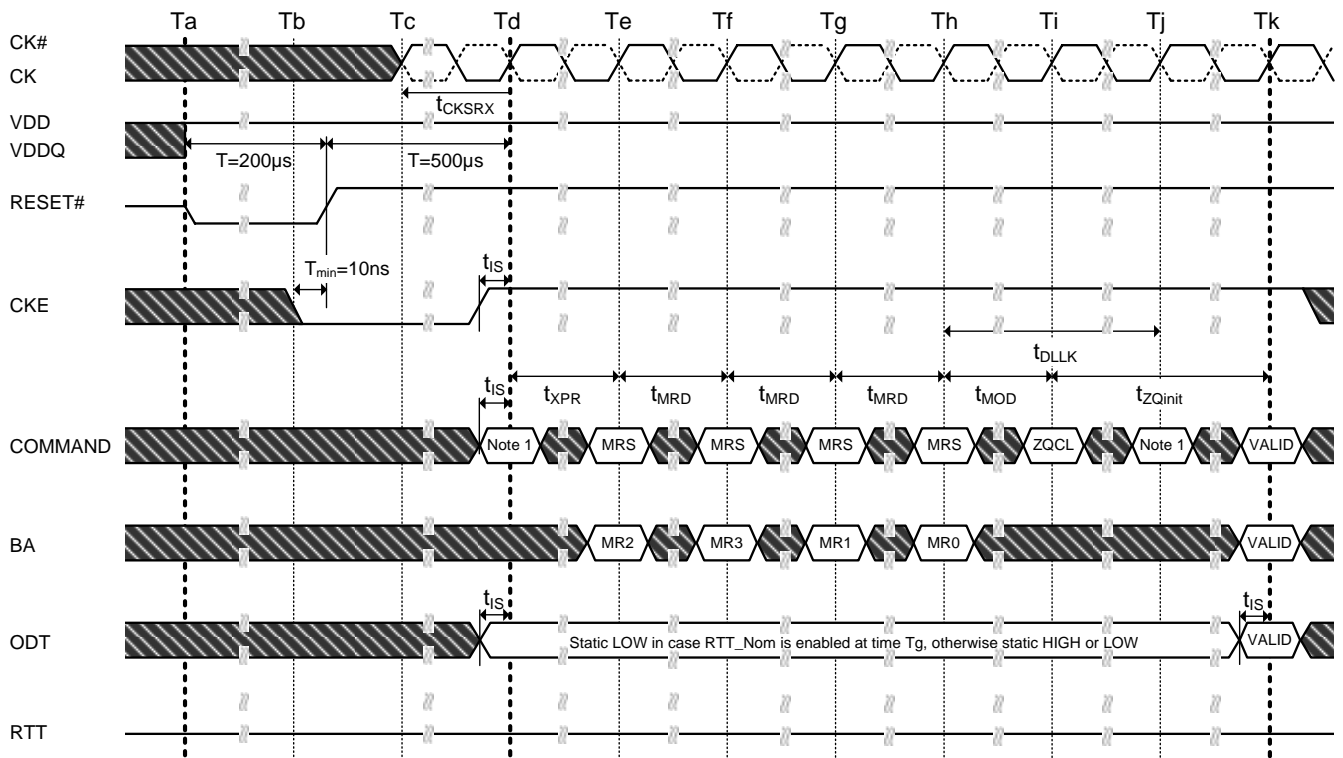 Ta Tb Tc Td Te Tf Tg Th Ti Tj Tk
CK#
CK
tCKSRX
VDD
VDDQ
T=200µs T=500µs
RESET#
Tmin=10ns tIS
CKE
tDLLK
tIS tXPR tMRD tMRD tMRD tMOD tZQinit
COMMAND Note 1 MRS MRS MRS MRS ZQCL Note 1 VALID
BA MR2 MR3 MR1 MR0 VALID
tIS tIS
ODT Static LOW in case RTT_Nom is enabled at time Tg, otherwise static HIGH or LOW VALID
RTT